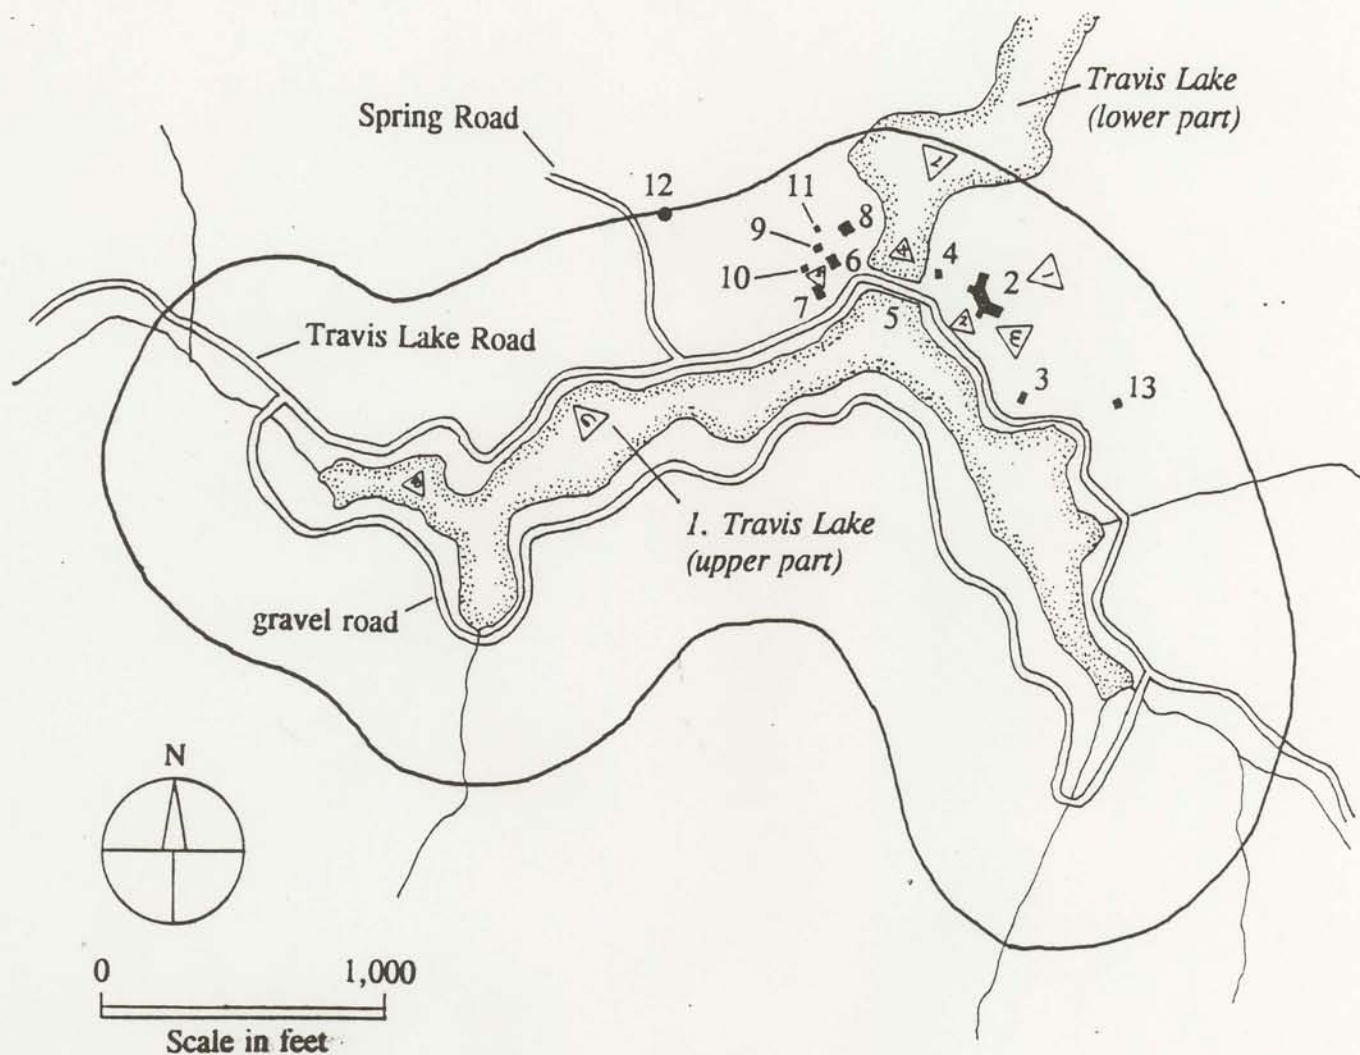 Travis Lake
(lower part)
Spring Road
12
11
8
9
6
4
2
10
7
5
Travis Lake Road
3
13
1. Travis Lake
(upper part)
gravel road
N
0 1,000
Scale in feet